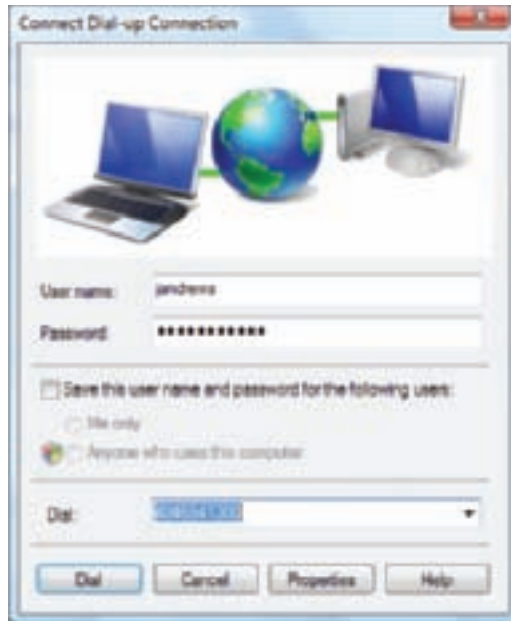 Connect Dial-up Connection
User name: jandrews
Password:
Save this user name and password for the following users:
Me only
Anyone who uses this computer
Dial:
Dial Cancel Properties Help